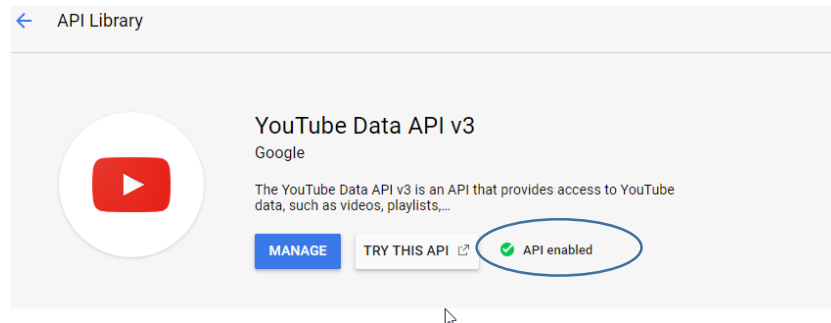 API Library
YouTube Data API v3
Google
The YouTube Data API v3 is an API that provides access to YouTube
data, such as videos, playlists,...
MANAGE TRY THIS API API enabled